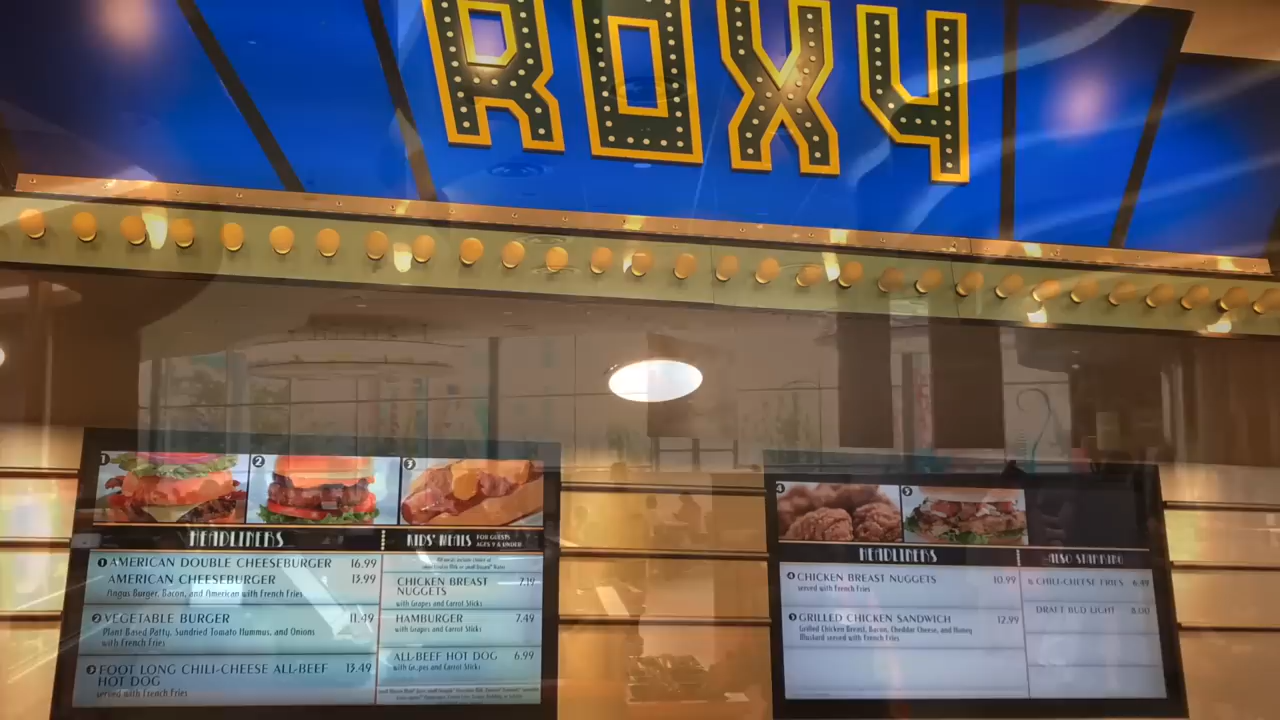 ROXY
1
2
3
HEADLINERS
1 AMERICAN DOUBLE CHEESEBURGER 16.99
AMERICAN CHEESEBURGER 13.99
Angus Burger, Bacon, and American with French Fries
2 VEGETABLE BURGER 11.49
Plant Based Patty, Sundried Tomato Hummus, and Onions
with French Fries
3 FOOT LONG CHILI-CHEESE ALL-BEEF 13.49
HOT DOG
served with French Fries
KIDS' MEALS FOR GUESTS
AGES 9 & UNDER
CHICKEN BREAST 7.19
NUGGETS
with Grapes and Carrot Sticks
HAMBURGER 7.49
with Grapes and Carrot Sticks
ALL-BEEF HOT DOG 6.99
with Grapes and Carrot Sticks
4
5
HEADLINERS
4 CHICKEN BREAST NUGGETS 10.99
served with French Fries
5 GRILLED CHICKEN SANDWICH 12.99
Grilled Chicken Breast, Bacon, Cheddar Cheese, and Honey
Mustard served with French Fries
ALSO STARRING
6 CHILI-CHEESE FRIES 6.49
DRAFT BUD LIGHT 8.00